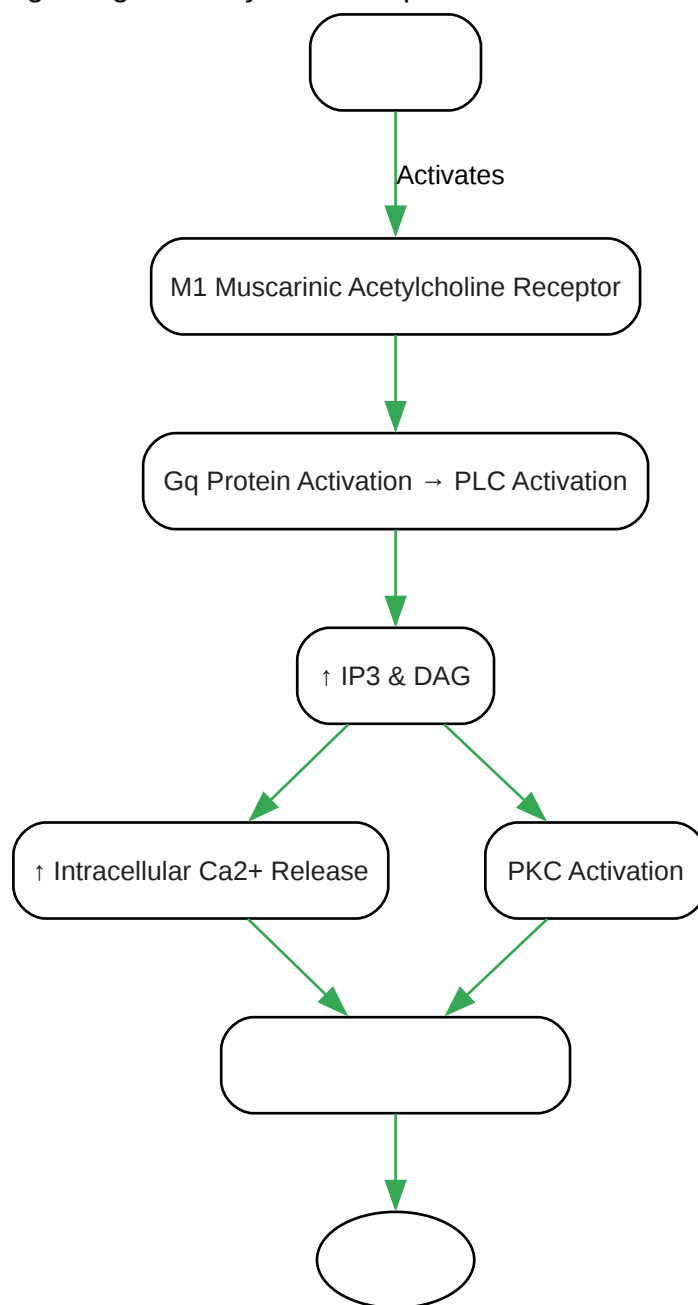 Activates
M1 Muscarinic Acetylcholine Receptor
Gq Protein Activation → PLC Activation
↑ IP3 & DAG
↑ Intracellular Ca2+ Release
PKC Activation